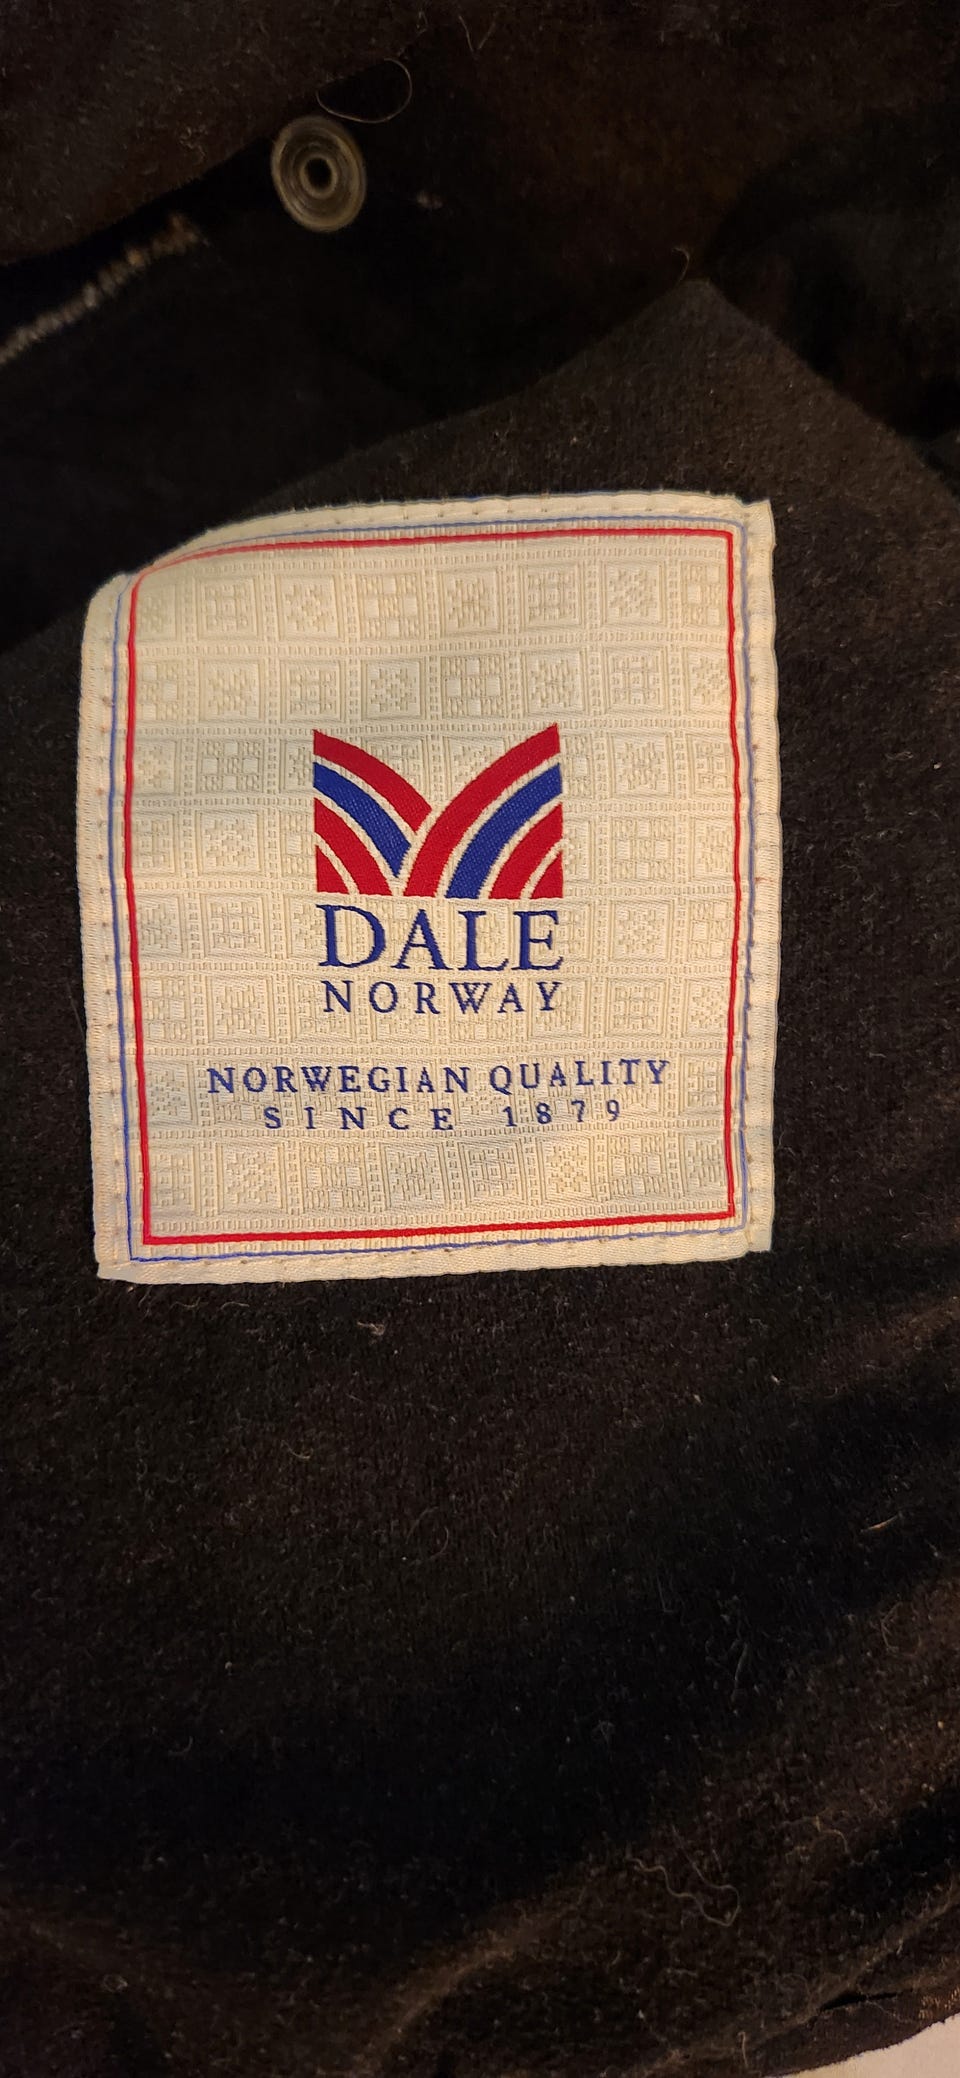 DALE
NORWAY
NORWEGIAN QUALITY
SINCE 1879